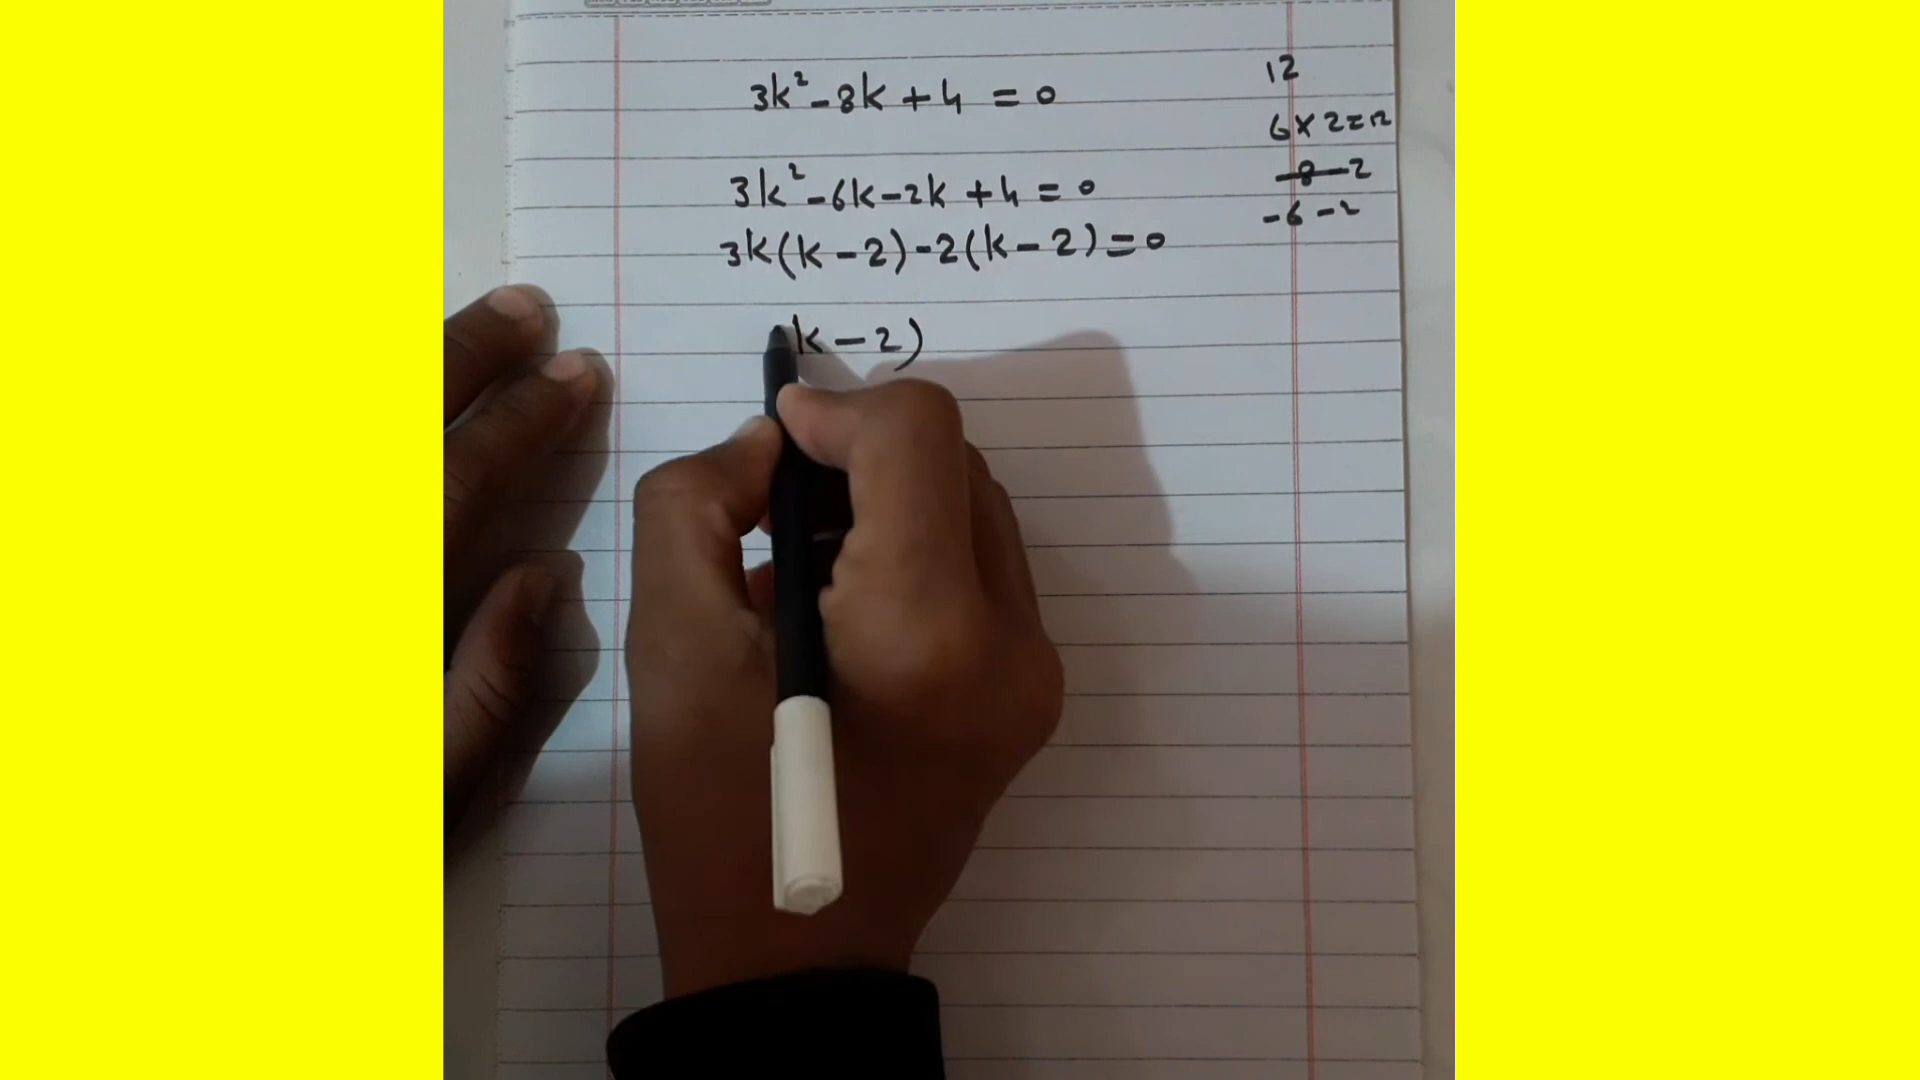 3k² - 8k + 4 = 0
3k² - 6k - 2k + 4 = 0
3k(k - 2) - 2(k - 2) = 0
k - 2)
12
6 × 2 = 12
8 - 2
-6 - 2